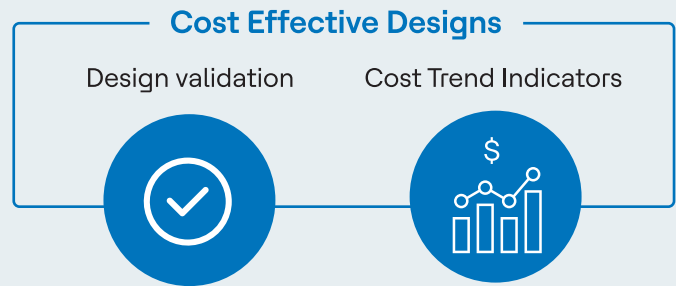 Cost Effective Designs
Design validation
Cost Trend Indicators
$